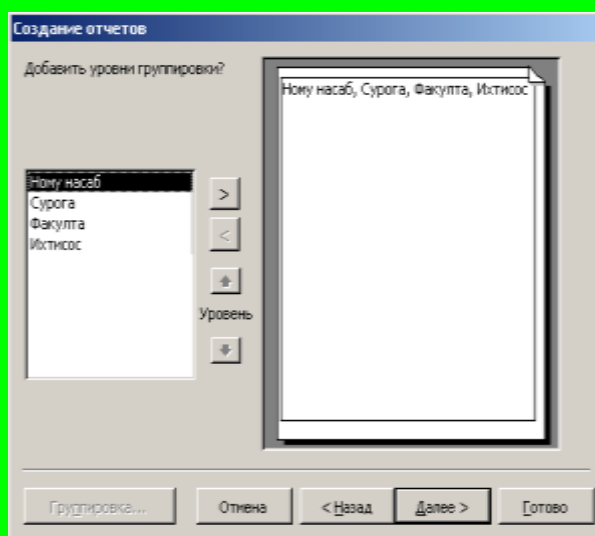 Создание отчетов
Добавить уровни группировки?
Ному насаб, Сурога, Факулта, Ихтисос
Ному насаб
Сурога
Факулта
Ихтисос
>
<
Уровень
Группировка...
Отмена
< Назад
Далее >
Готово